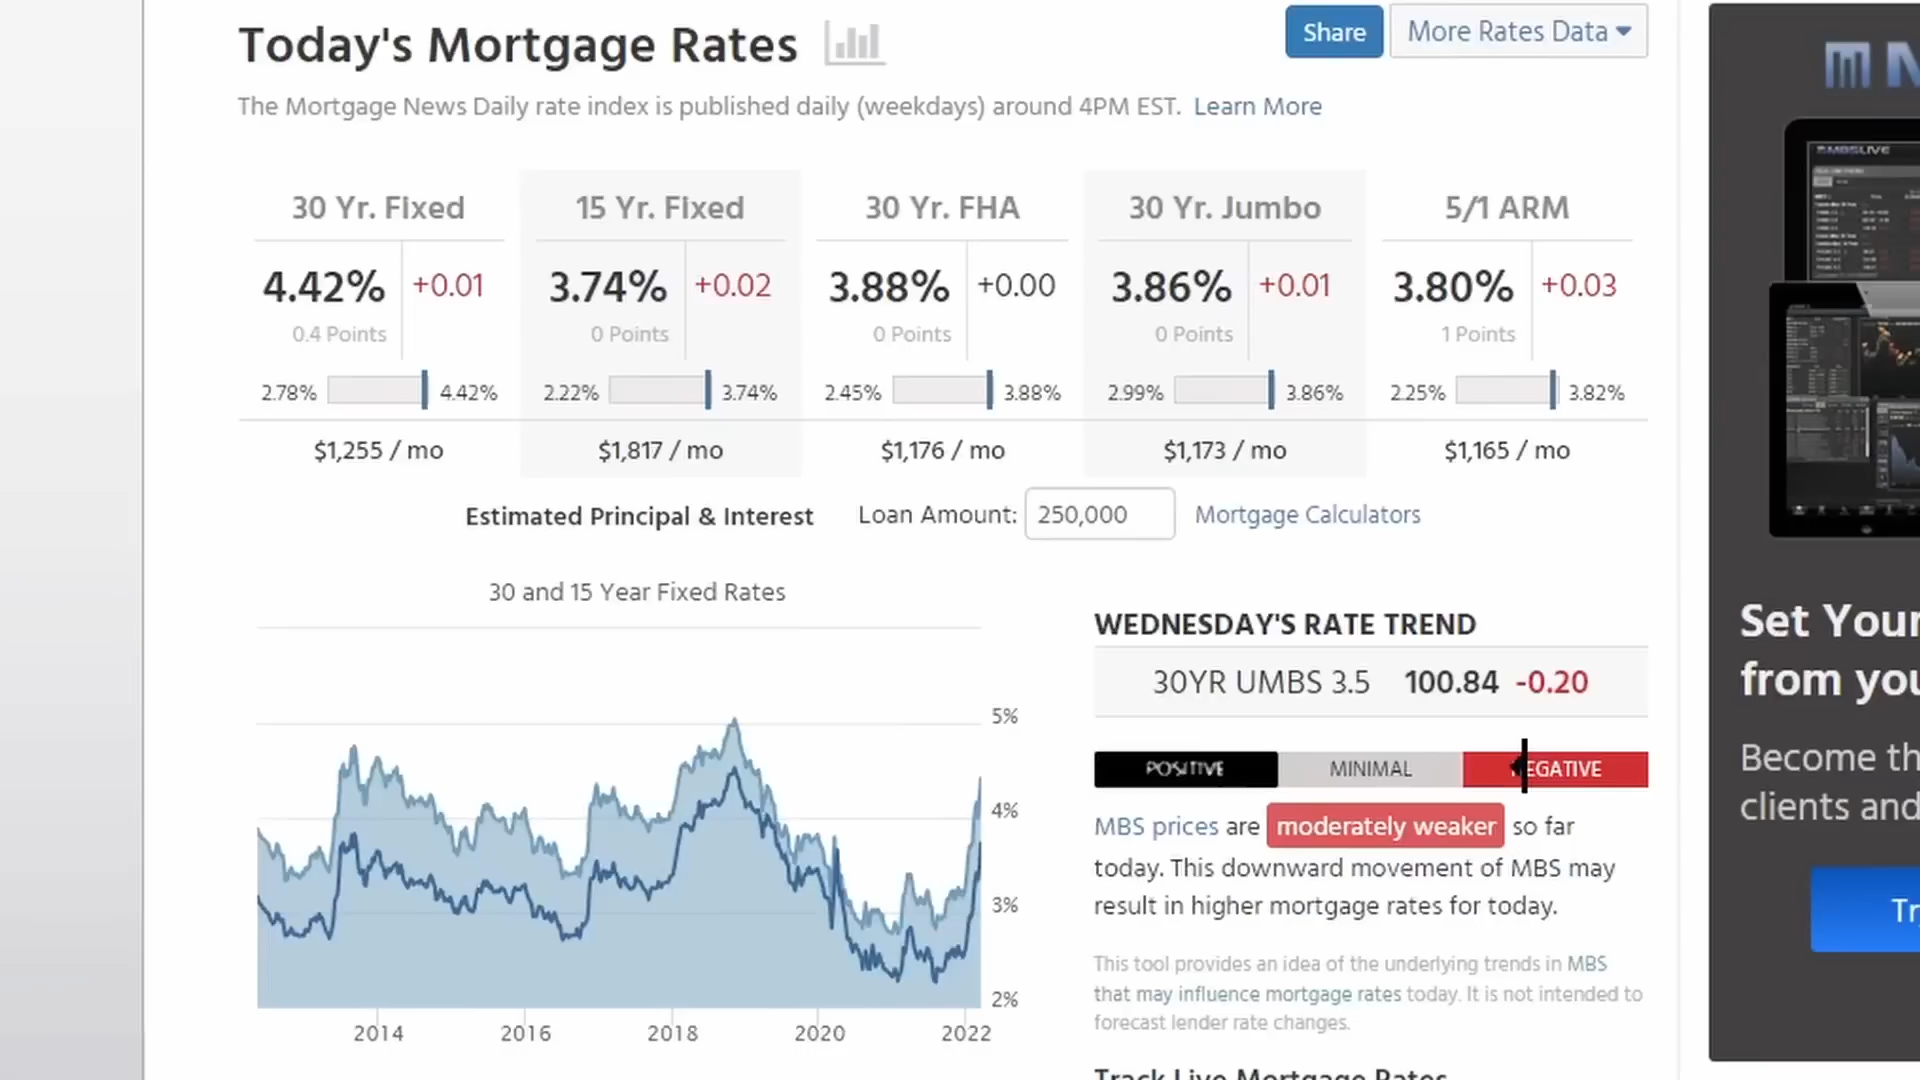 Today's Mortgage Rates
Share
More Rates Data
The Mortgage News Daily rate index is published daily (weekdays) around 4PM EST. Learn More
30 Yr. Fixed
4.42% +0.01
0.4 Points
2.78% 4.42%
$1,255 / mo
15 Yr. Fixed
3.74% +0.02
0 Points
2.22% 3.74%
$1,817 / mo
30 Yr. FHA
3.88% +0.00
0 Points
2.45% 3.88%
$1,176 / mo
30 Yr. Jumbo
3.86% +0.01
0 Points
2.99% 3.86%
$1,173 / mo
5/1 ARM
3.80% +0.03
1 Points
2.25% 3.82%
$1,165 / mo
Estimated Principal & Interest Loan Amount: 250,000 Mortgage Calculators
30 and 15 Year Fixed Rates
5%
4%
3%
2%
2014 2016 2018 2020 2022
WEDNESDAY'S RATE TREND
30YR UMBS 3.5 100.84 -0.20
POSITIVE MINIMAL NEGATIVE
MBS prices are moderately weaker so far
today. This downward movement of MBS may
result in higher mortgage rates for today.
This tool provides an idea of the underlying trends in MBS
that may influence mortgage rates today. It is not intended to
forecast lender rate changes.
Track Live Mortgage Rates
MBSLIVE
Set Your
from you
Become th
clients and
Tr